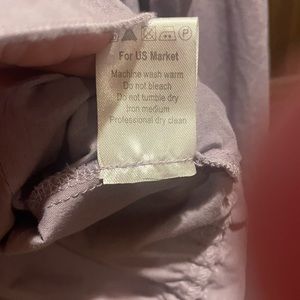 For US Market
Machine wash warm
Do not bleach
Do not tumble dry
Iron medium
Professional dry clean